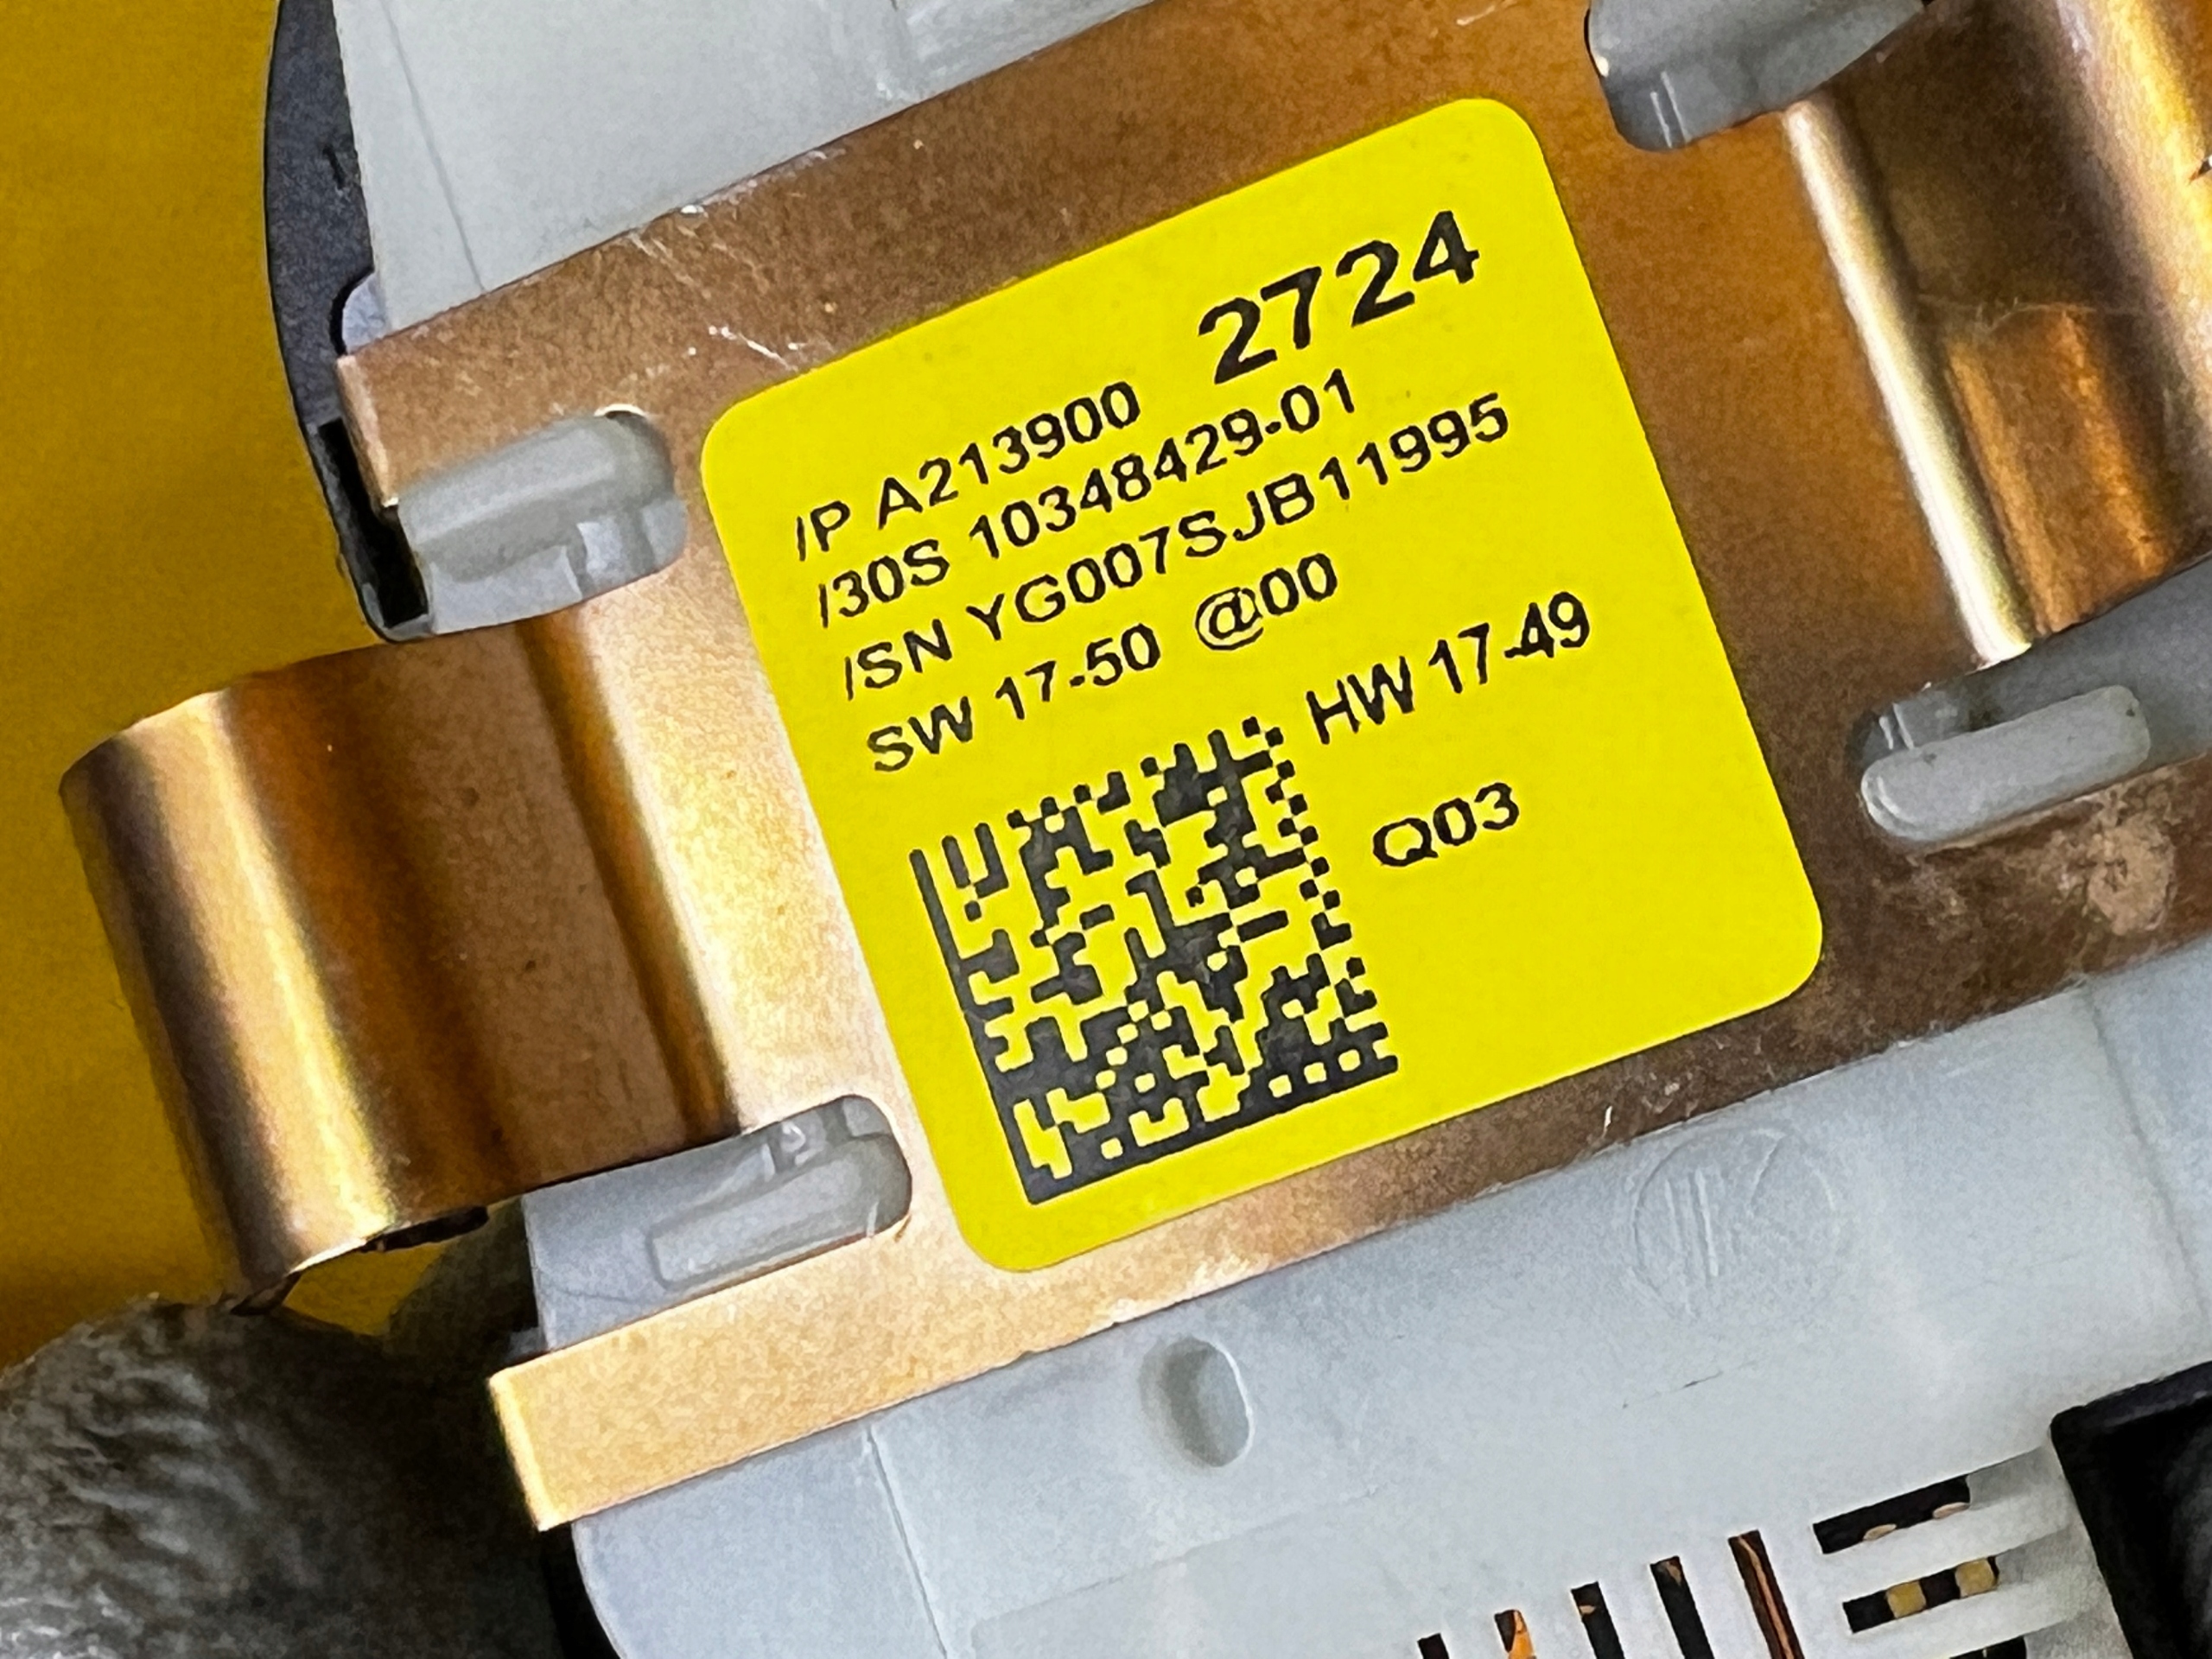 /P A213900 2724
/30S 10348429-01
/SN YG007SJB11995
SW 17-50 @00
HW 17-49
Q03